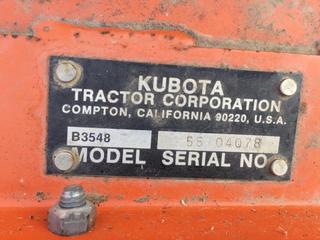 KUBOTA
TRACTOR CORPORATION
COMPTON, CALIFORNIA 90220, U.S.A.
B3548
MODEL SERIAL NO